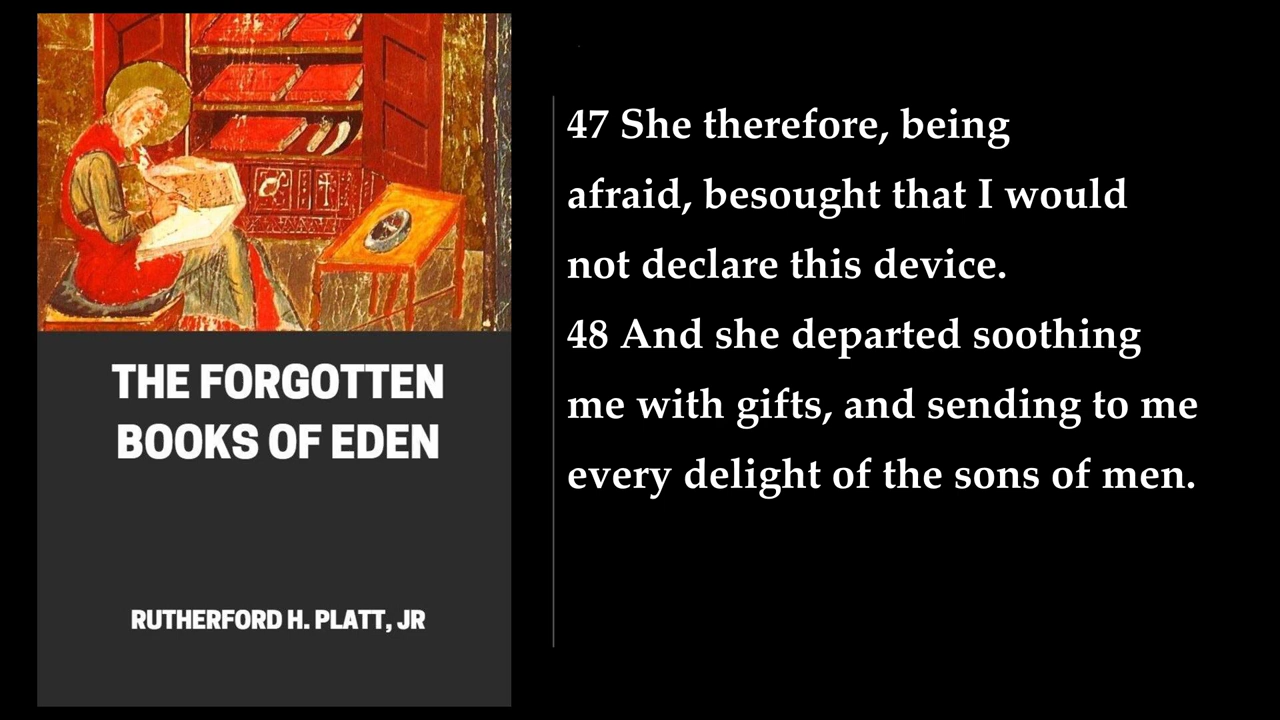 THE FORGOTTEN
BOOKS OF EDEN
RUTHERFORD H. PLATT, JR
47 She therefore, being
afraid, besought that I would
not declare this device.
48 And she departed soothing
me with gifts, and sending to me
every delight of the sons of men.